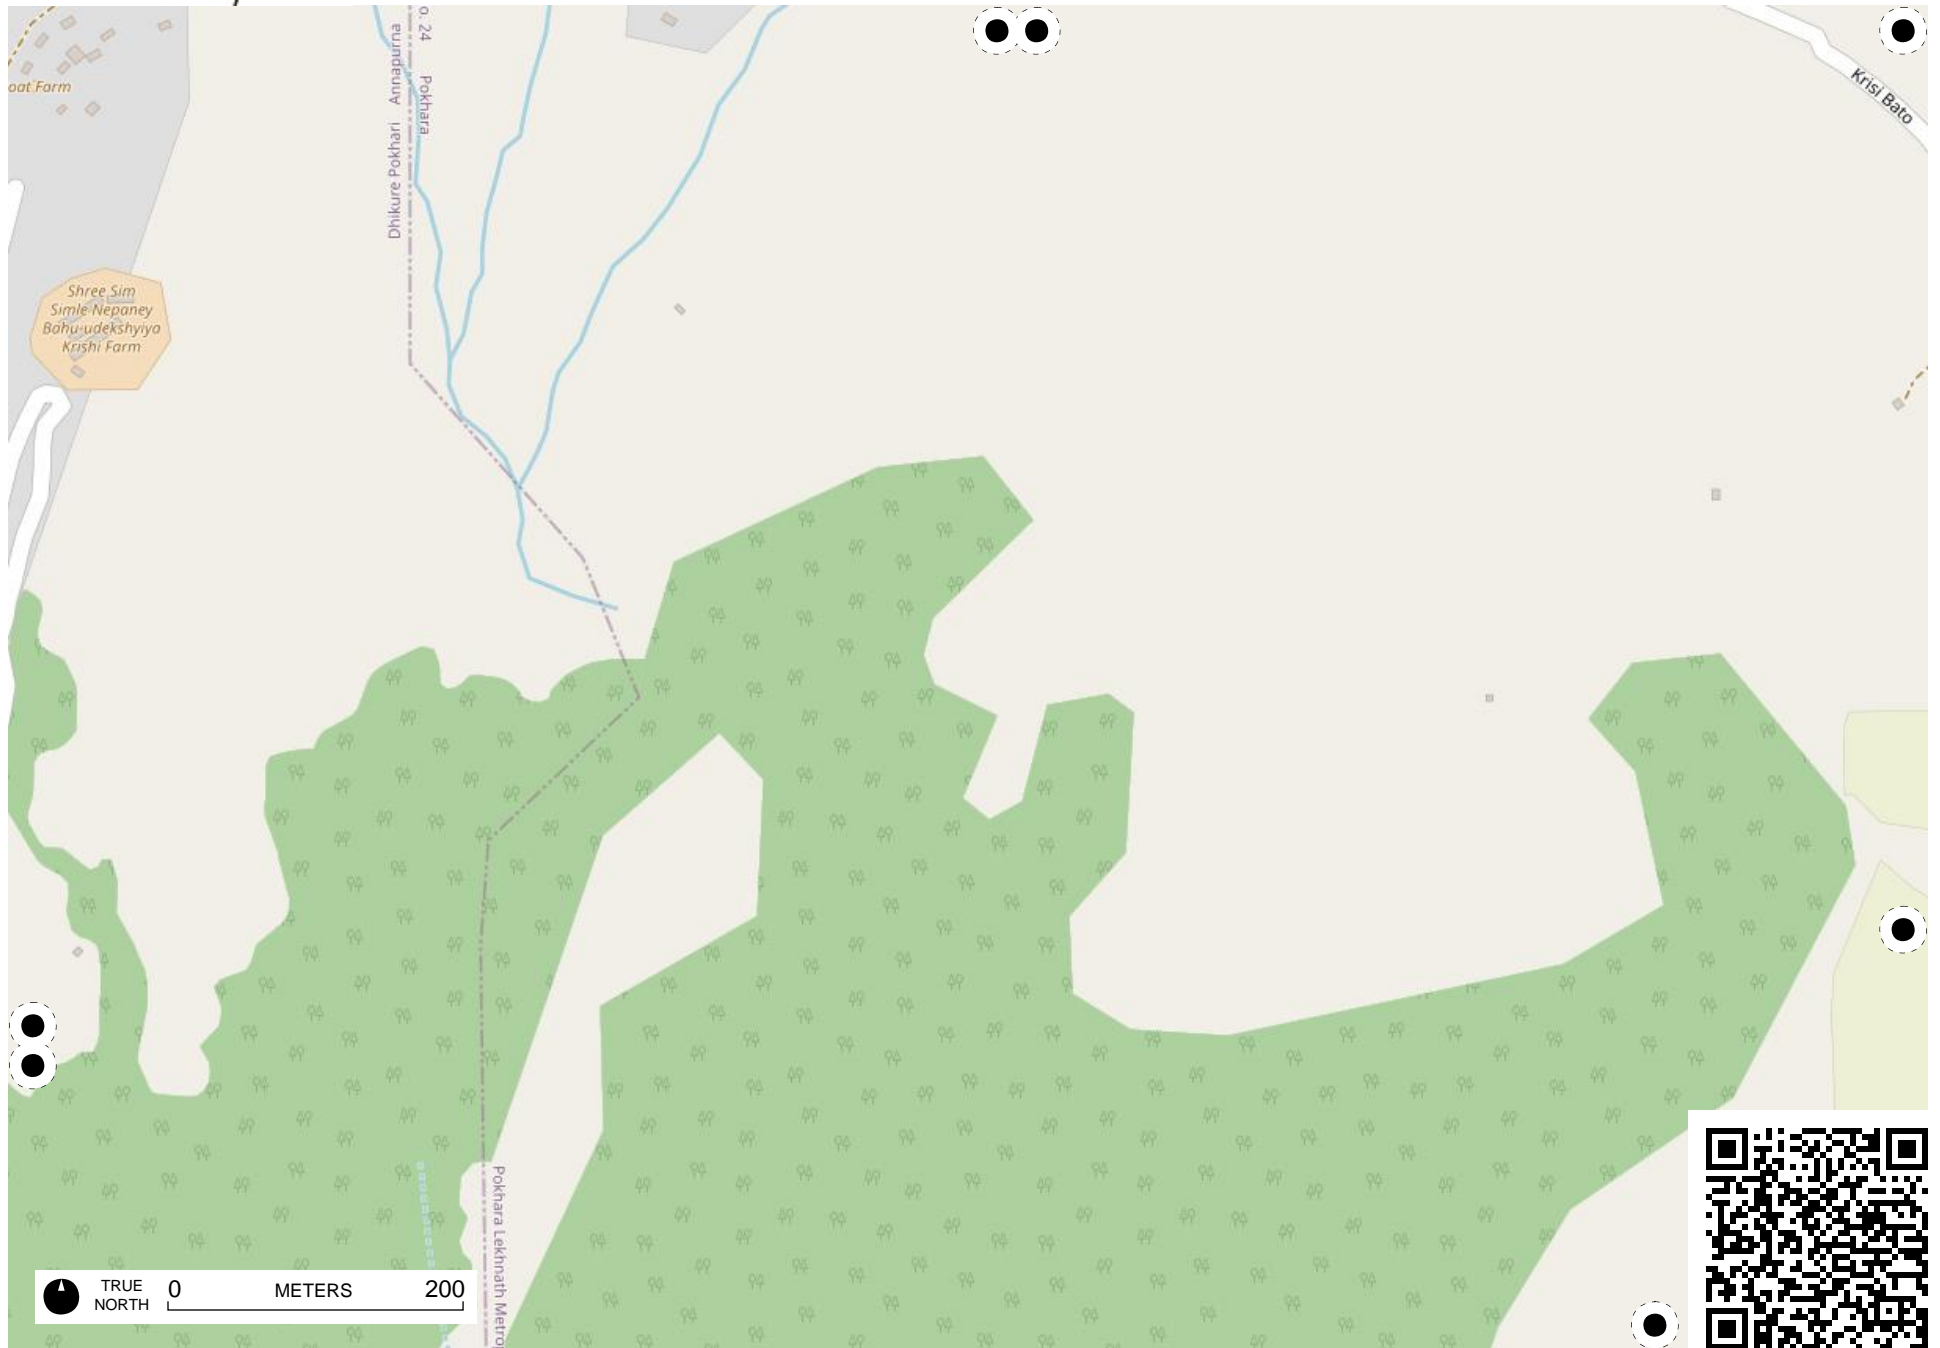 oat Farm
Dhikure Pokhari Annapurna
o. 24 Pokhara
Krisi Bato
Shree Sim
Simle Nepaney
Bahu-udekshyiya
Krishi Farm
Pokhara Lekhnath Metrop
TRUE
NORTH
0 METERS 200